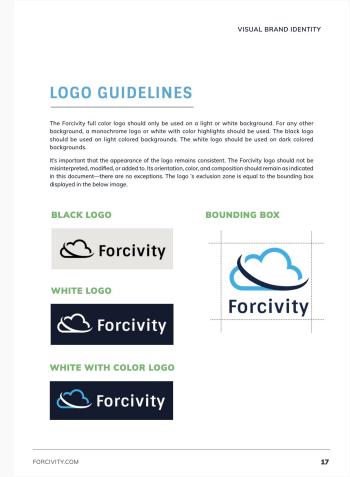 VISUAL BRAND IDENTITY
LOGO GUIDELINES
The Forcivity full color logo should only be used on a light or white background. For any other
background, a monochrome logo or white with color highlights should be used. The black logo
should be used on light colored backgrounds. The white logo should be used on dark colored
backgrounds.
It's important that the appearance of the logo remains consistent. The Forcivity logo should not be
misinterpreted, modified, or added to. Its orientation, color, and composition should remain as indicated
in this document—there are no exceptions. The logo 's exclusion zone is equal to the bounding box
displayed in the below image.
BLACK LOGO
Forcivity
WHITE LOGO
Forcivity
WHITE WITH COLOR LOGO
Forcivity
BOUNDING BOX
Forcivity
FORCIVITY.COM
17